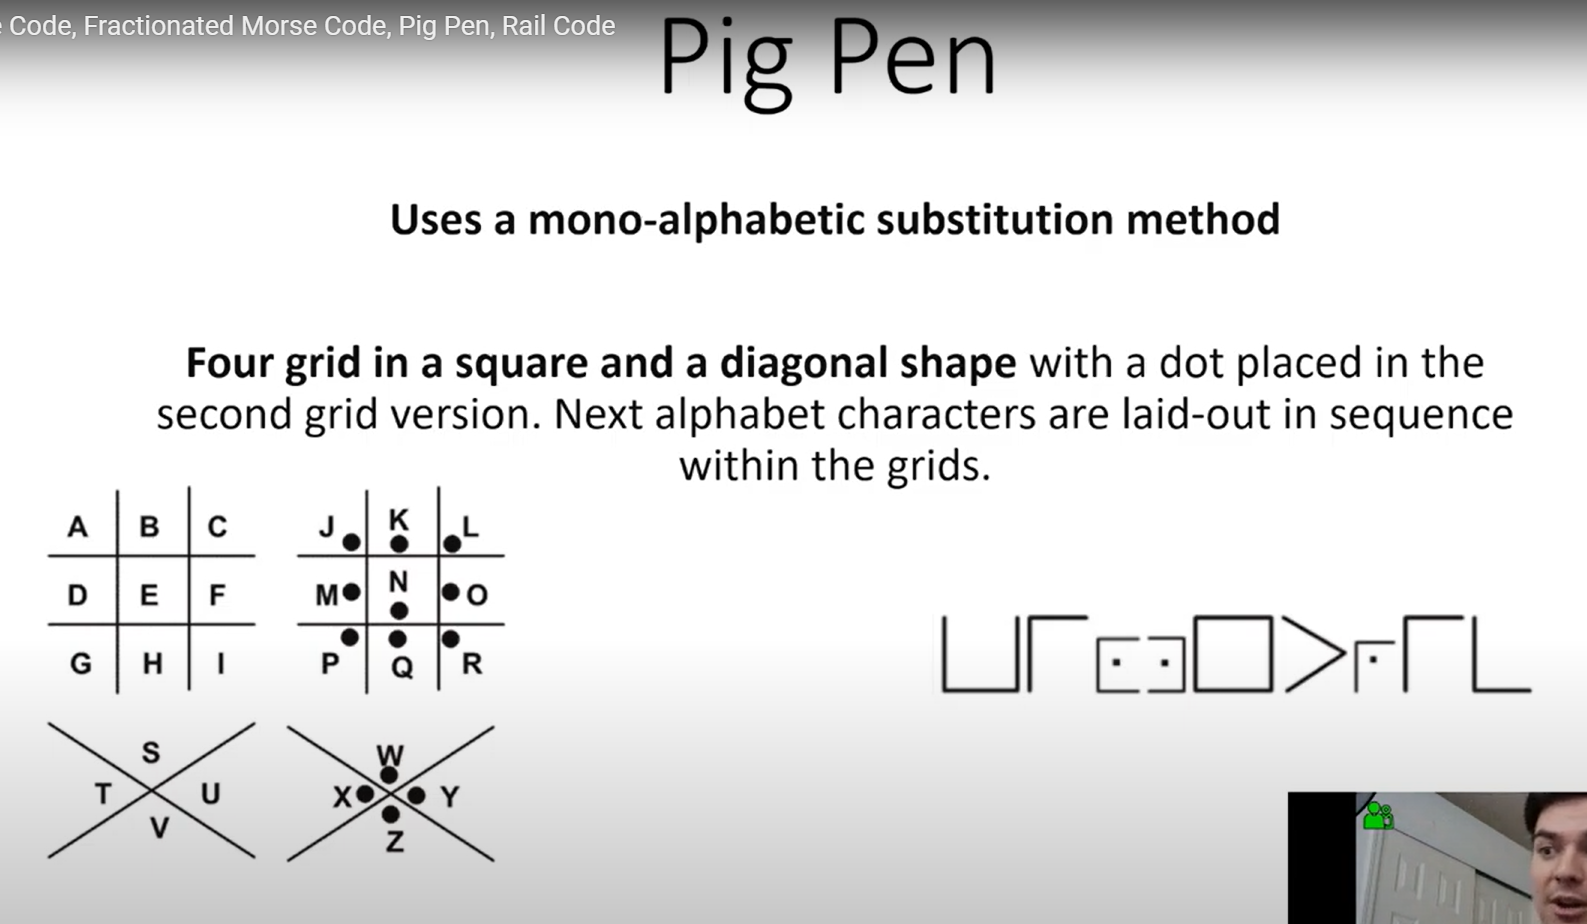 Code, Fractionated Morse Code, Pig Pen, Rail Code
Pig Pen
Uses a mono-alphabetic substitution method
Four grid in a square and a diagonal shape with a dot placed in the
second grid version. Next alphabet characters are laid-out in sequence
within the grids.
A B C
D E F
G H I
J K L
M N O
P Q R
S
T U
V
W
X Y
Z